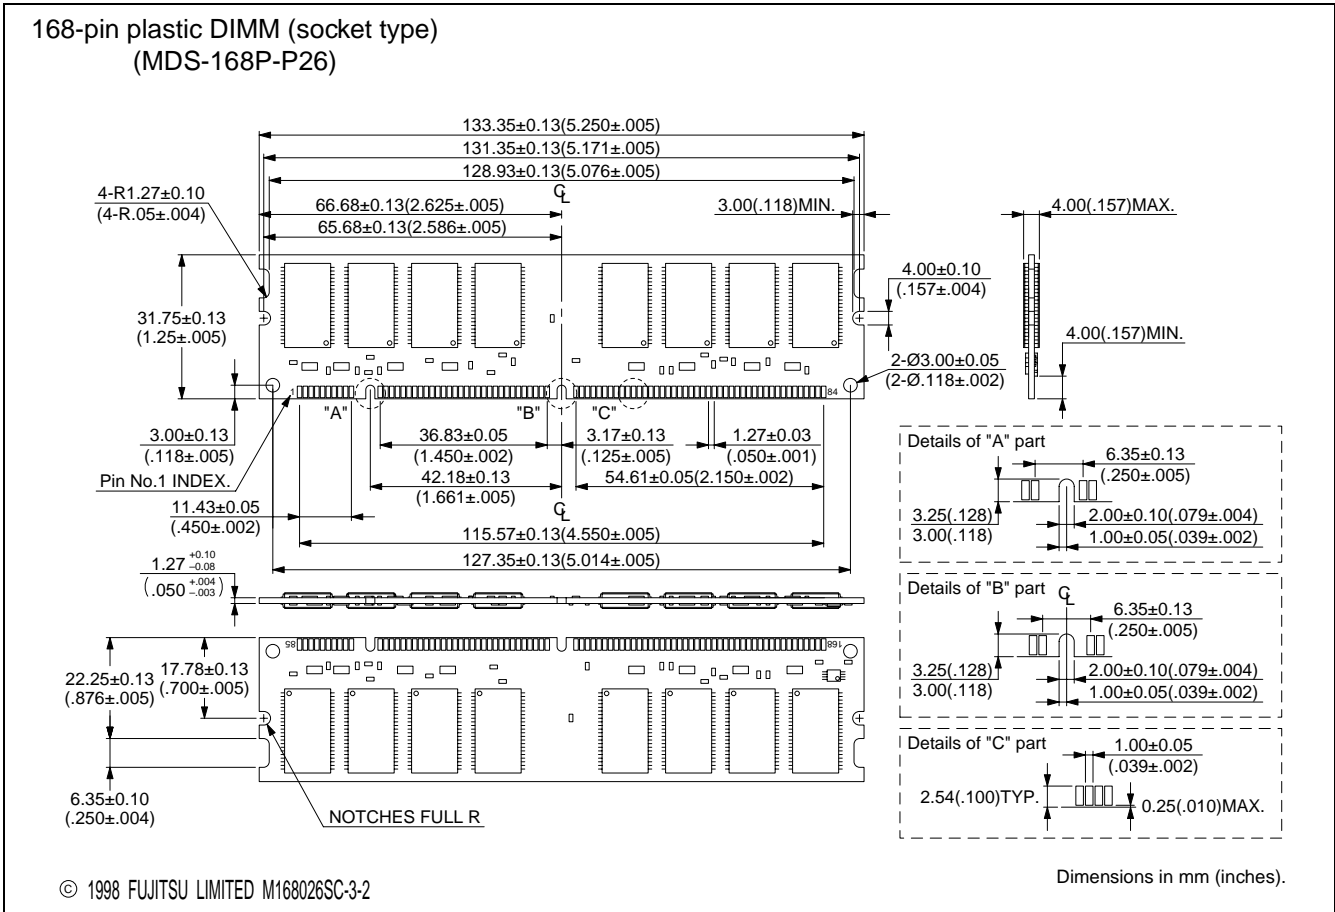 168-pin plastic DIMM (socket type)
(MDS-168P-P26)
133.35±0.13(5.250±.005)
131.35±0.13(5.171±.005)
128.93±0.13(5.076±.005)
CL
4-R1.27±0.10
(4-R.05±.004)
66.68±0.13(2.625±.005)
3.00(.118)MIN.
4.00(.157)MAX.
65.68±0.13(2.586±.005)
4.00±0.10
(.157±.004)
31.75±0.13
(1.25±.005)
4.00(.157)MIN.
2-Ø3.00±0.05
(2-Ø.118±.002)
1
84
"A"
"B"
"C"
3.00±0.13
(.118±.005)
36.83±0.05
(1.450±.002)
3.17±0.13
(.125±.005)
1.27±0.03
(.050±.001)
Pin No.1 INDEX.
42.18±0.13
(1.661±.005)
54.61±0.05(2.150±.002)
11.43±0.05
(.450±.002)
CL
115.57±0.13(4.550±.005)
127.35±0.13(5.014±.005)
1.27 +0.10 –0.08
(.050 +.004 –.003)
85
168
22.25±0.13
(.876±.005)
17.78±0.13
(.700±.005)
6.35±0.10
(.250±.004)
NOTCHES FULL R
Details of "A" part
6.35±0.13
(.250±.005)
3.25(.128)
3.00(.118)
2.00±0.10(.079±.004)
1.00±0.05(.039±.002)
Details of "B" part
CL
6.35±0.13
(.250±.005)
3.25(.128)
3.00(.118)
2.00±0.10(.079±.004)
1.00±0.05(.039±.002)
Details of "C" part
1.00±0.05
(.039±.002)
2.54(.100)TYP.
0.25(.010)MAX.
© 1998 FUJITSU LIMITED M168026SC-3-2
Dimensions in mm (inches).